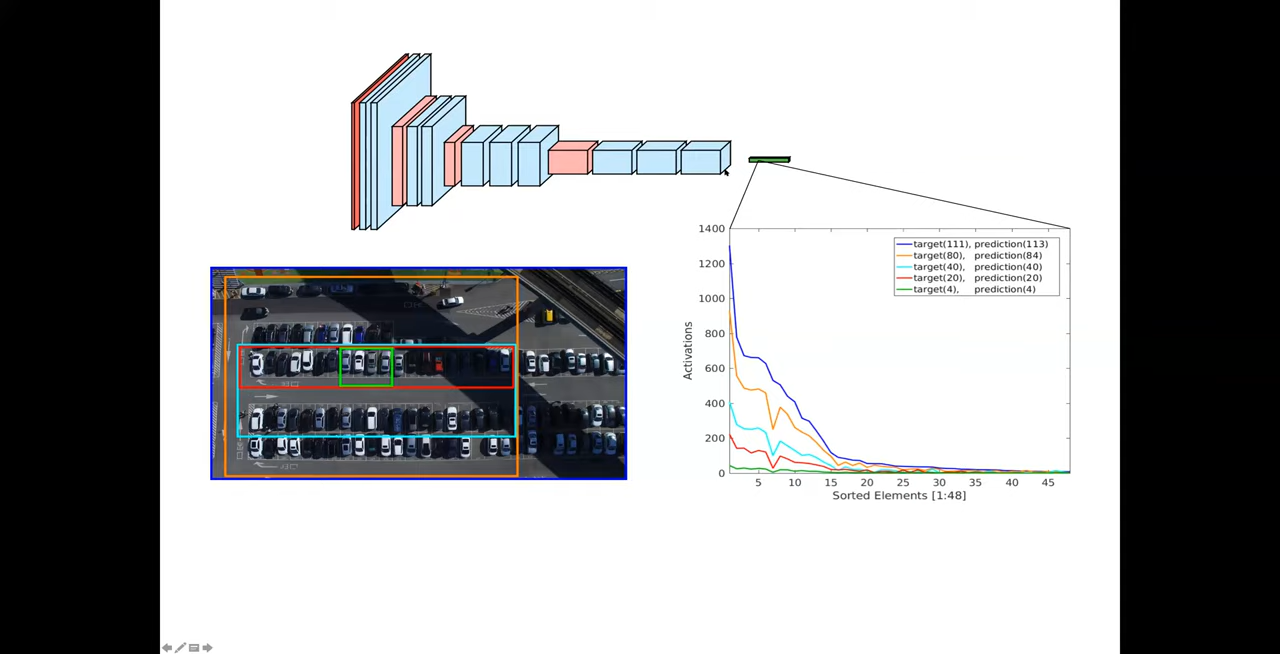 1400
1200
1000
800
600
400
200
0
Activations
target(111), prediction(113)
target(80), prediction(84)
target(40), prediction(40)
target(20), prediction(20)
target(4), prediction(4)
5 10 15 20 25 30 35 40 45
Sorted Elements [1:48]